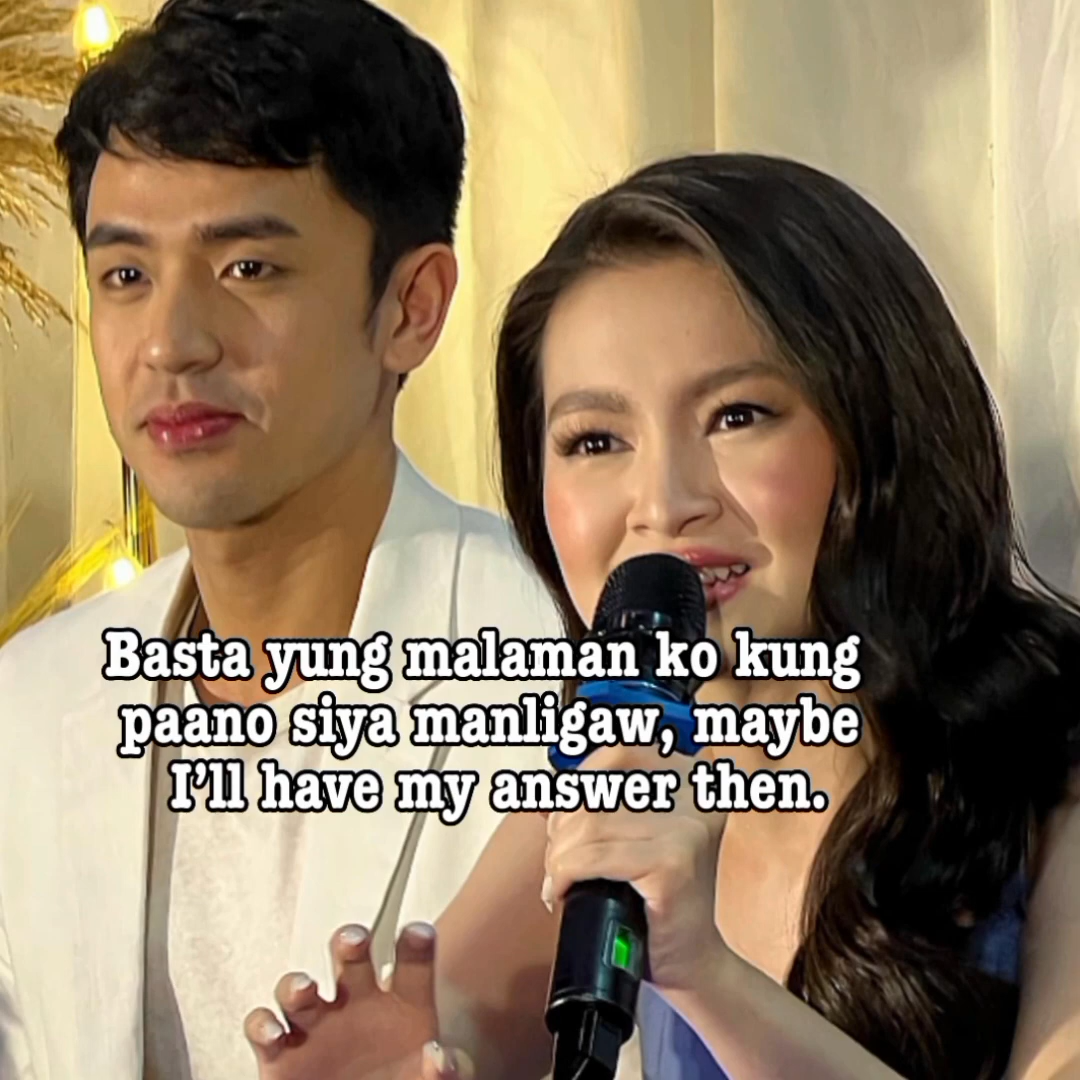 Basta yung malaman ko kung
paano siya manligaw, maybe
I'll have my answer then.